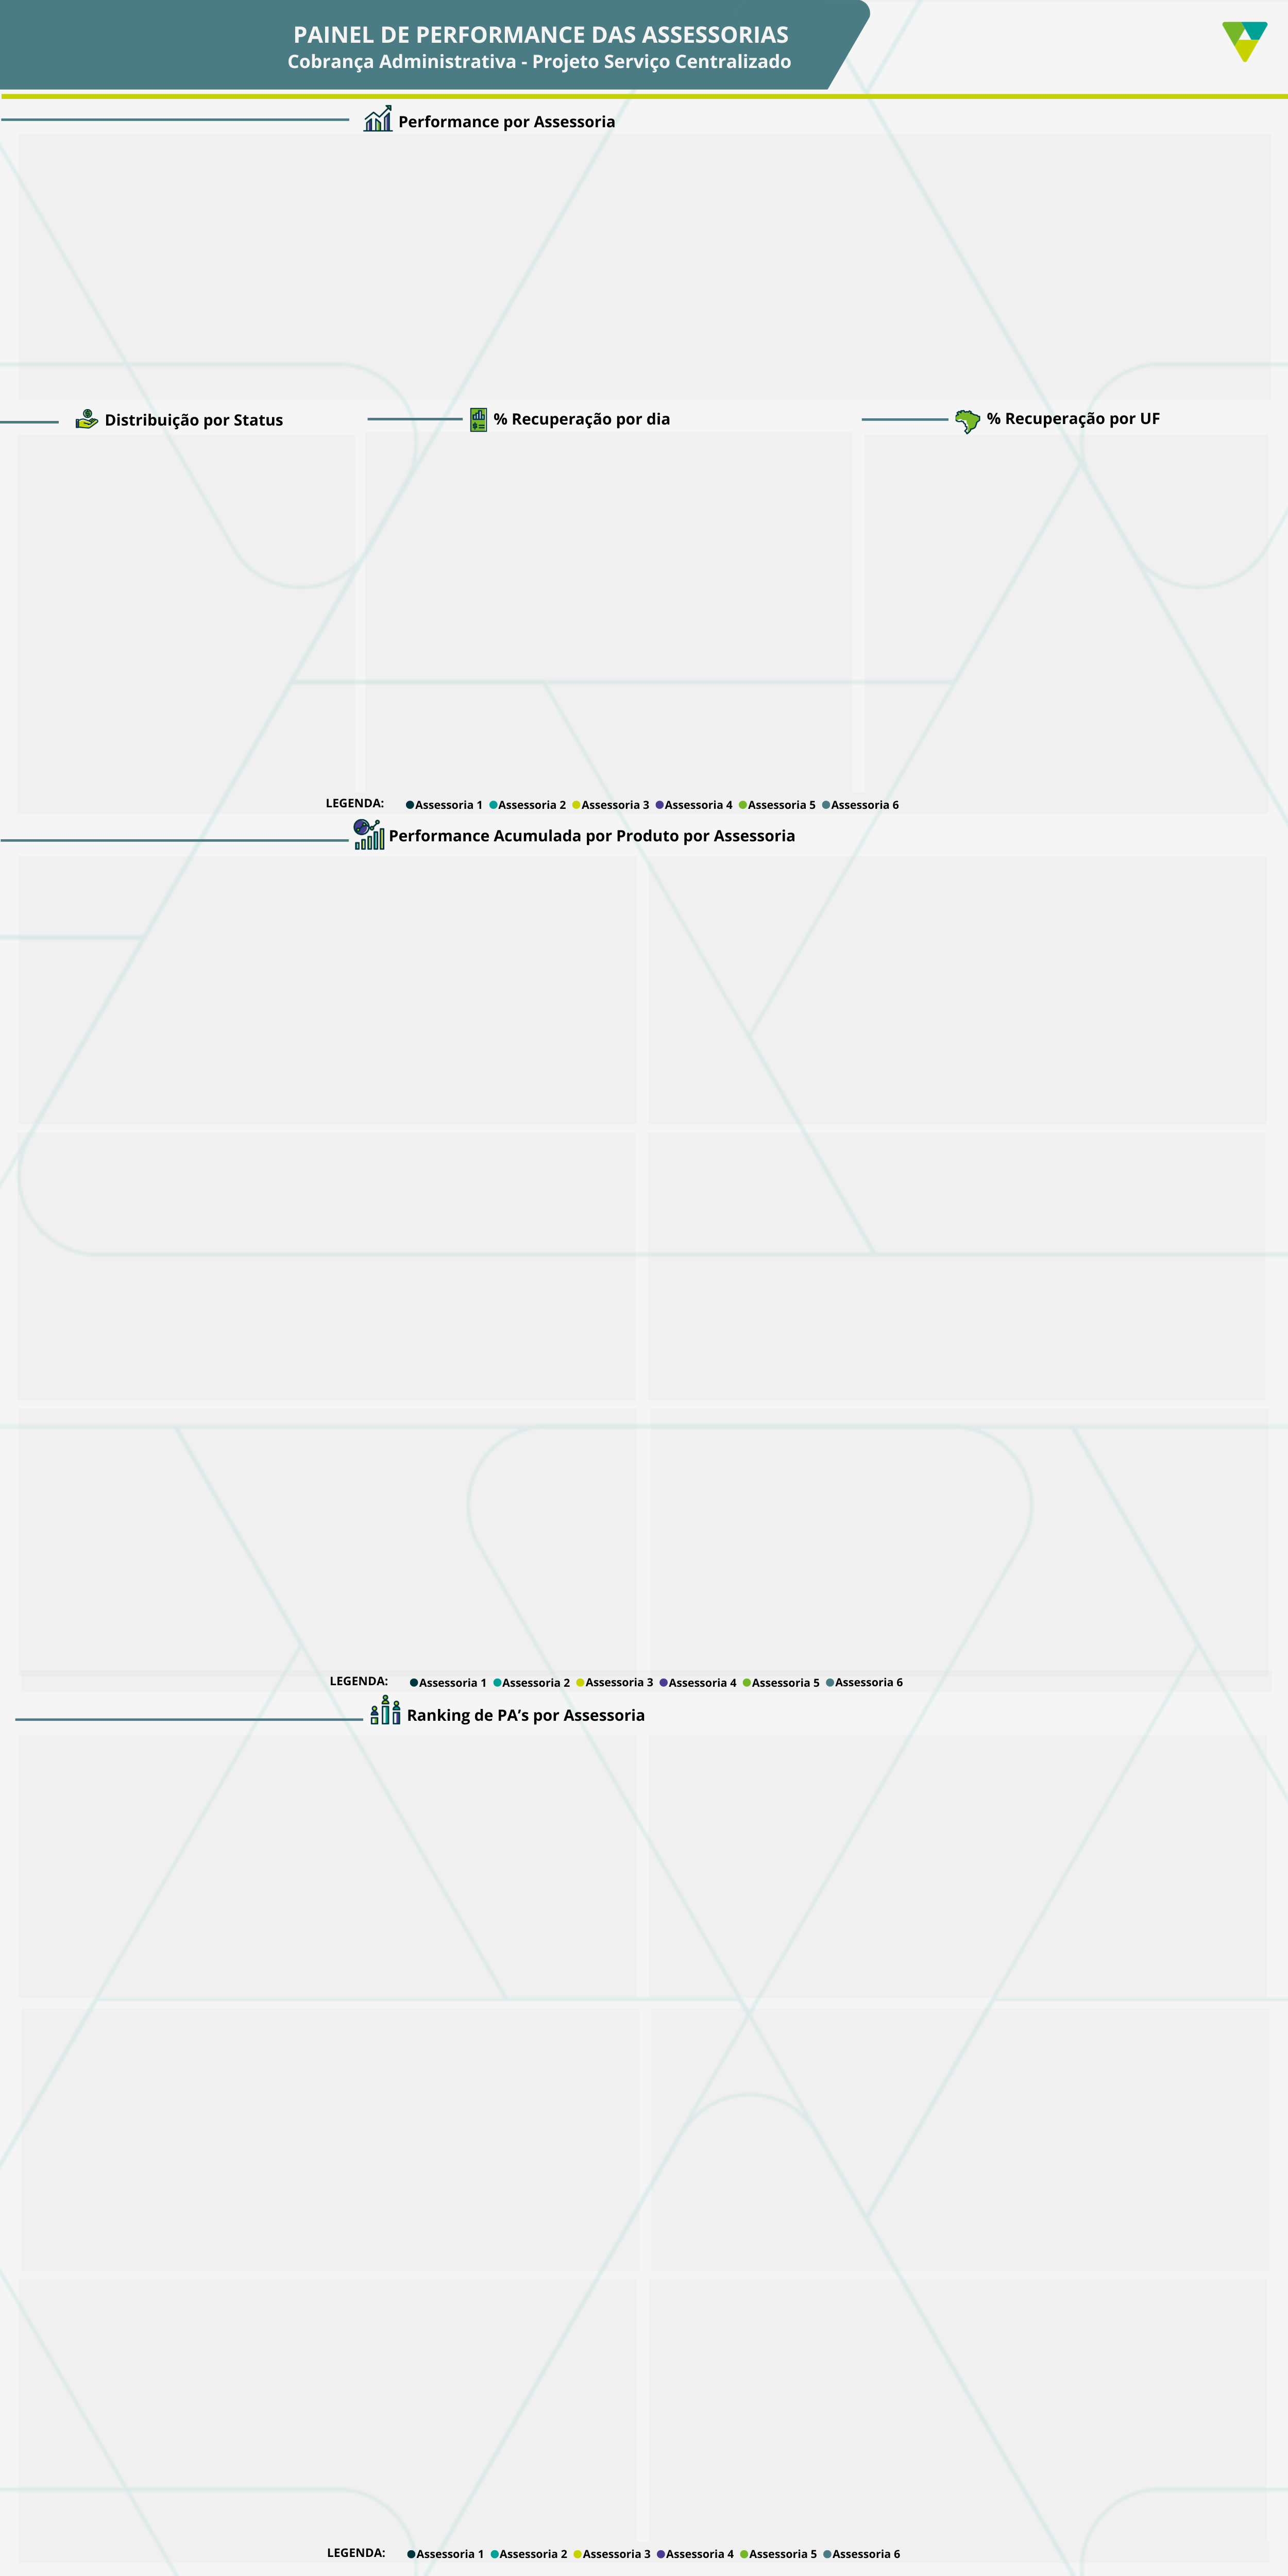 PAINEL DE PERFORMANCE DAS ASSESSORIAS
Cobrança Administrativa - Projeto Serviço Centralizado
Performance por Assessoria
Distribuição por Status
% Recuperação por dia
% Recuperação por UF
LEGENDA: Assessoria 1 Assessoria 2 Assessoria 3 Assessoria 4 Assessoria 5 Assessoria 6
Performance Acumulada por Produto por Assessoria
LEGENDA: Assessoria 1 Assessoria 2 Assessoria 3 Assessoria 4 Assessoria 5 Assessoria 6
Ranking de PA’s por Assessoria
LEGENDA: Assessoria 1 Assessoria 2 Assessoria 3 Assessoria 4 Assessoria 5 Assessoria 6